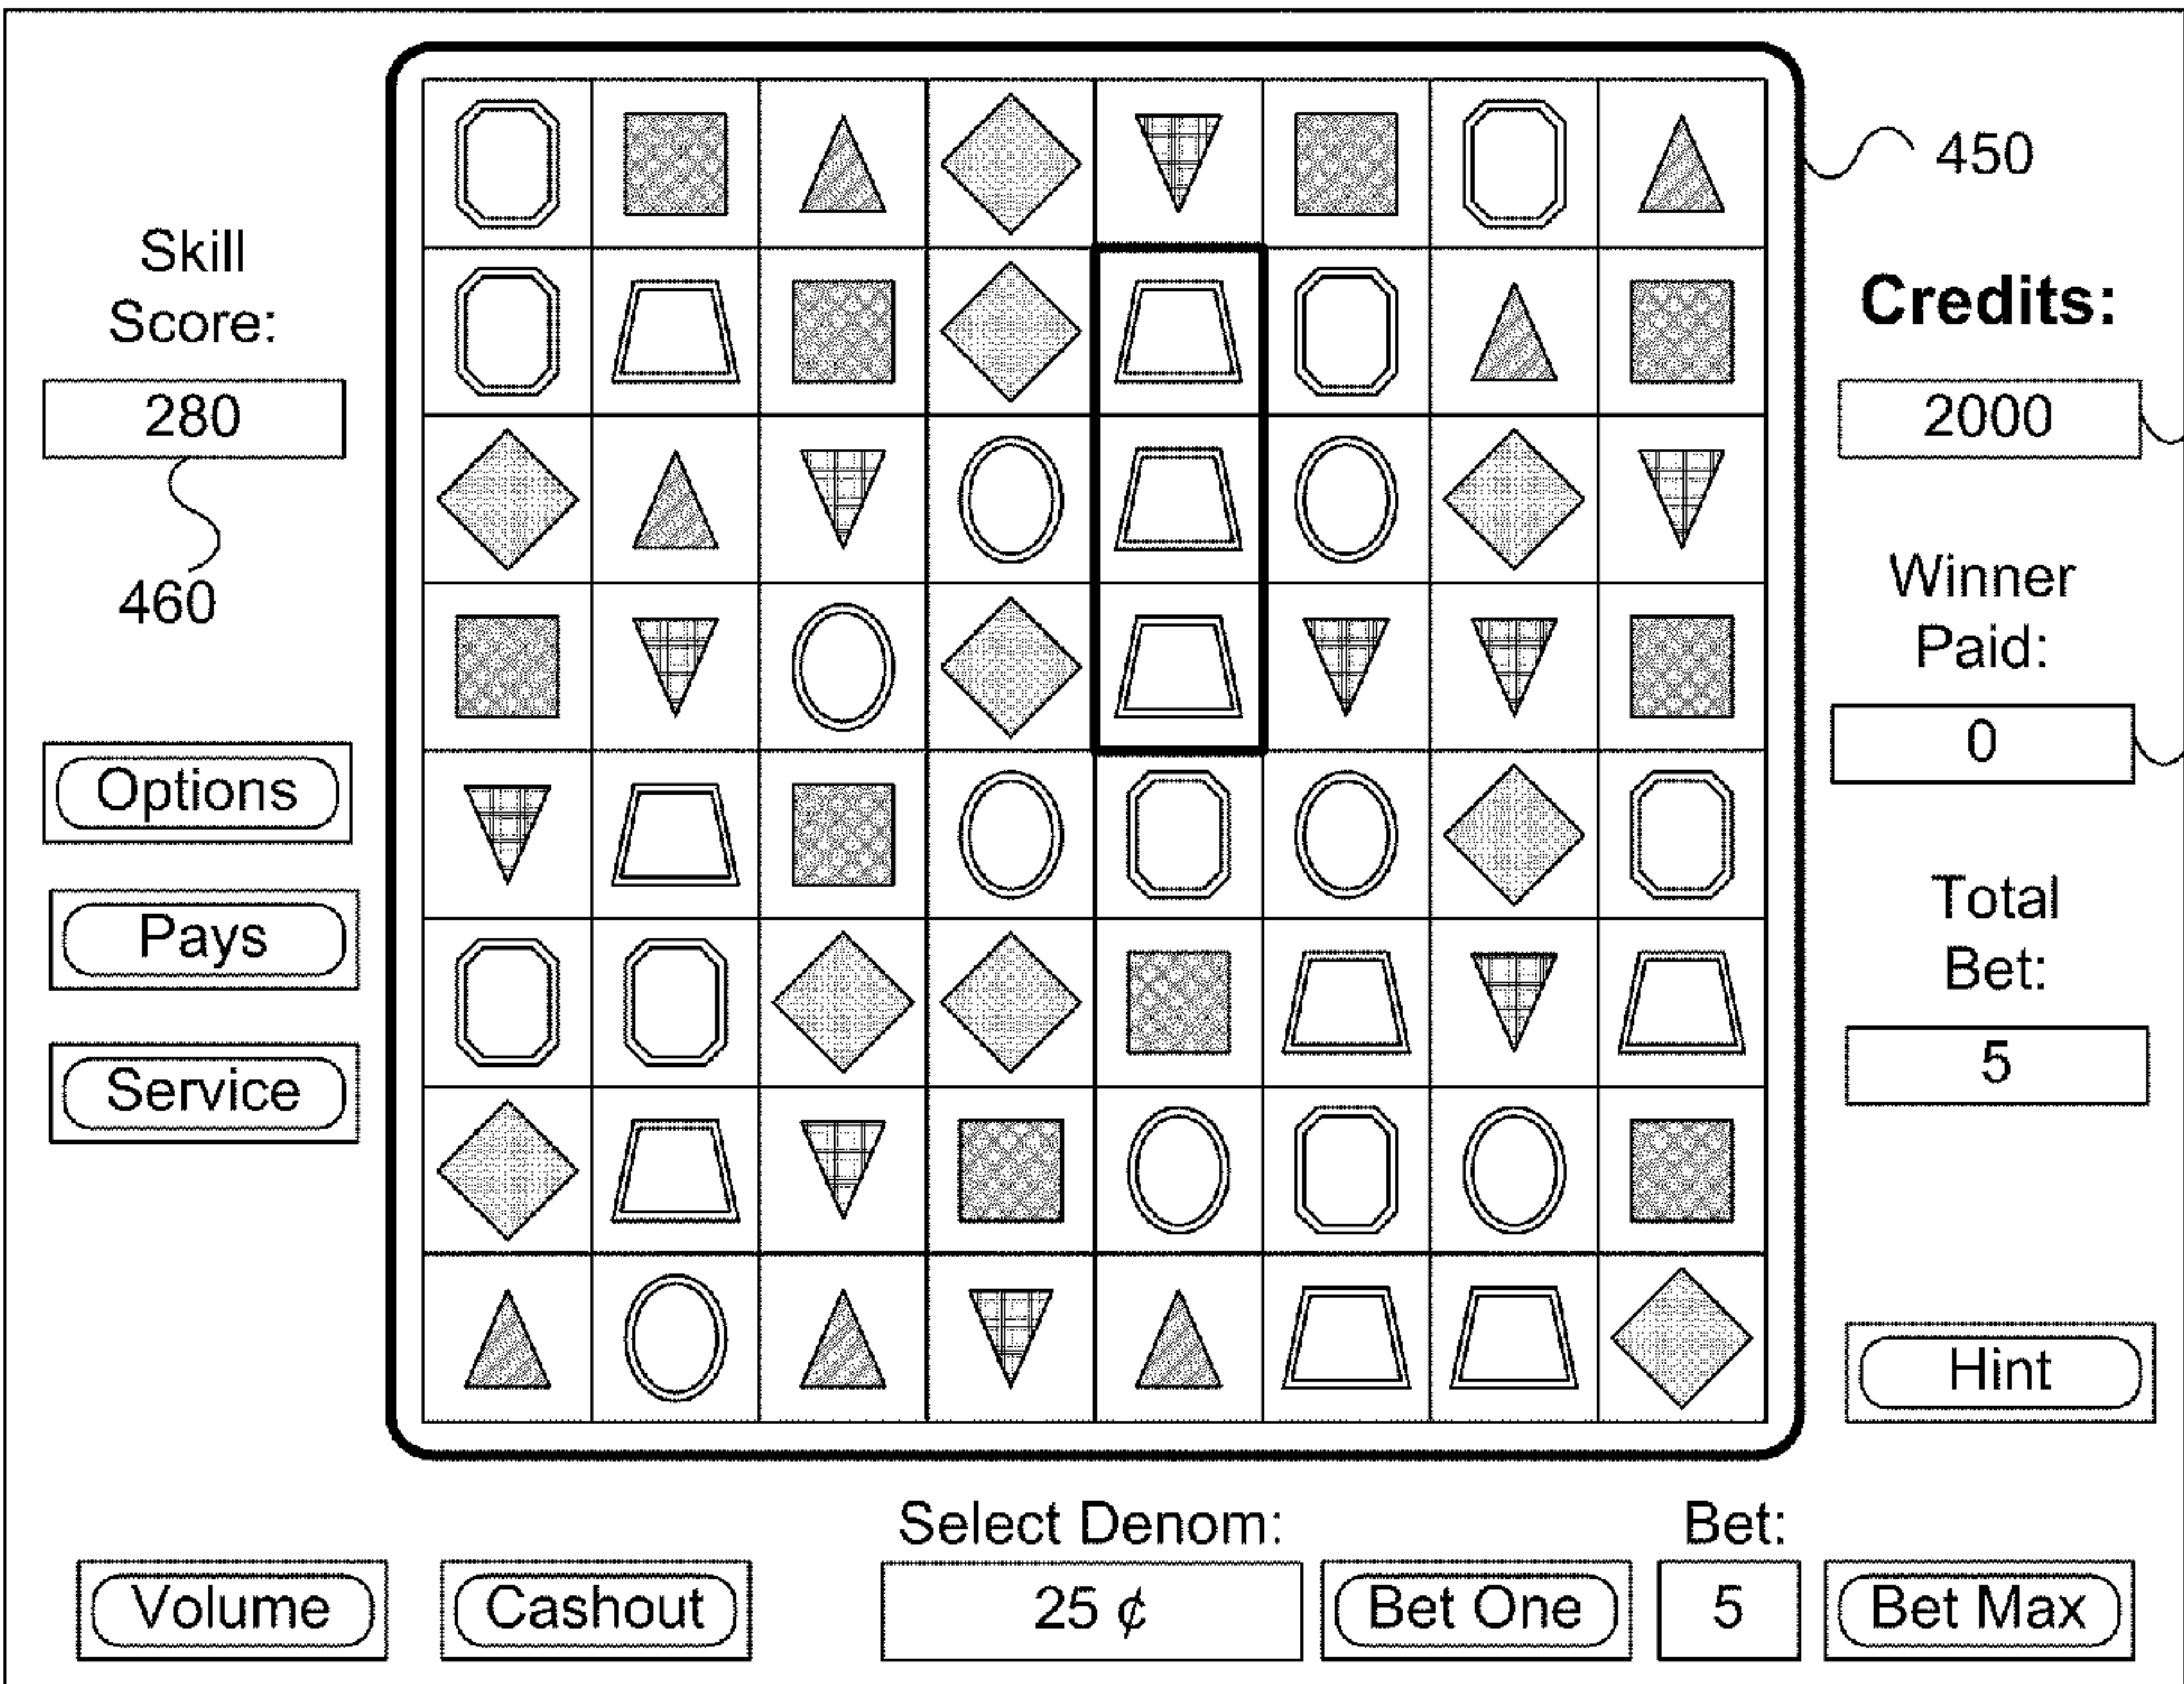 450
Skill
Score:
280
460
Credits:
2000
Winner
Paid:
0
Options
Pays
Service
Total
Bet:
5
Hint
Select Denom:
25 ¢
Bet One
Bet:
5
Bet Max
Volume
Cashout